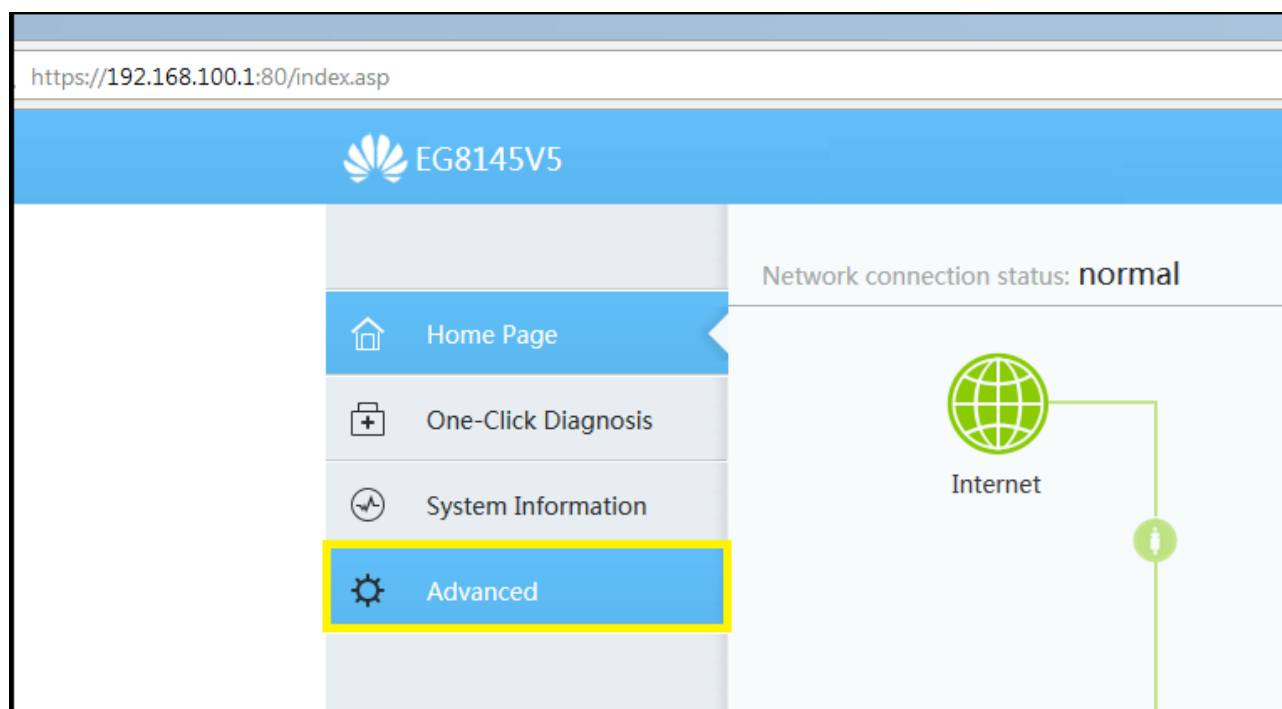 https://192.168.100.1:80/index.asp
EG8145V5
Network connection status: normal
Home Page
One-Click Diagnosis
System Information
Advanced
Internet